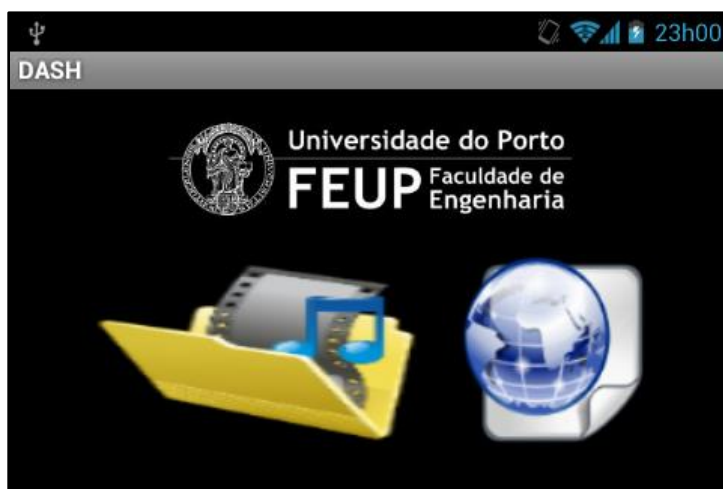 23h00
DASH
Universidade do Porto
FEUP Faculdade de
Engenharia